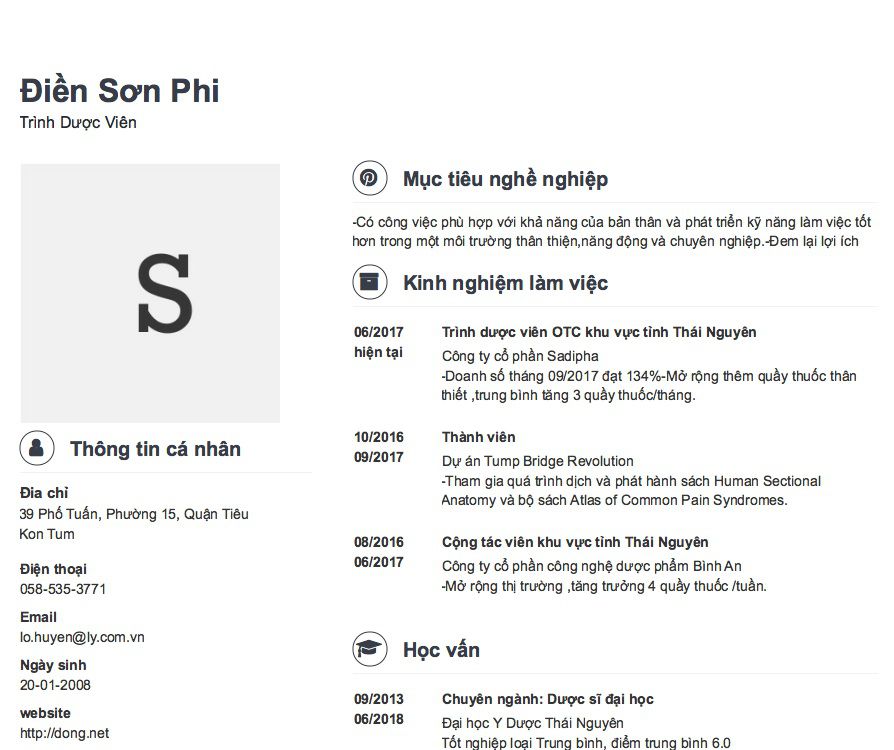 Điền Sơn Phi
Trình Dược Viên
S
Thông tin cá nhân
Đia chỉ
39 Phố Tuấn, Phường 15, Quận Tiêu
Kon Tum
Điện thoại
058-535-3771
Email
lo.huyen@ly.com.vn
Ngày sinh
20-01-2008
website
http://dong.net
Mục tiêu nghề nghiệp
-Có công việc phù hợp với khả năng của bản thân và phát triển kỹ năng làm việc tốt
hơn trong một môi trường thân thiện,năng động và chuyên nghiệp.-Đem lại lợi ích
Kinh nghiệm làm việc
06/2017
hiện tại
Trình dược viên OTC khu vực tỉnh Thái Nguyên
Công ty cổ phần Sadipha
-Doanh số tháng 09/2017 đạt 134%-Mở rộng thêm quầy thuốc thân
thiết ,trung bình tăng 3 quầy thuốc/tháng.
10/2016
09/2017
Thành viên
Dự án Tump Bridge Revolution
-Tham gia quá trình dịch và phát hành sách Human Sectional
Anatomy và bộ sách Atlas of Common Pain Syndromes.
08/2016
06/2017
Cộng tác viên khu vực tỉnh Thái Nguyên
Công ty cổ phần công nghệ dược phẩm Bình An
-Mở rộng thị trường ,tăng trưởng 4 quầy thuốc /tuần.
Học vấn
09/2013
06/2018
Chuyên ngành: Dược sĩ đại học
Đại học Y Dược Thái Nguyên
Tốt nghiệp loại Trung bình, điểm trung bình 6.0